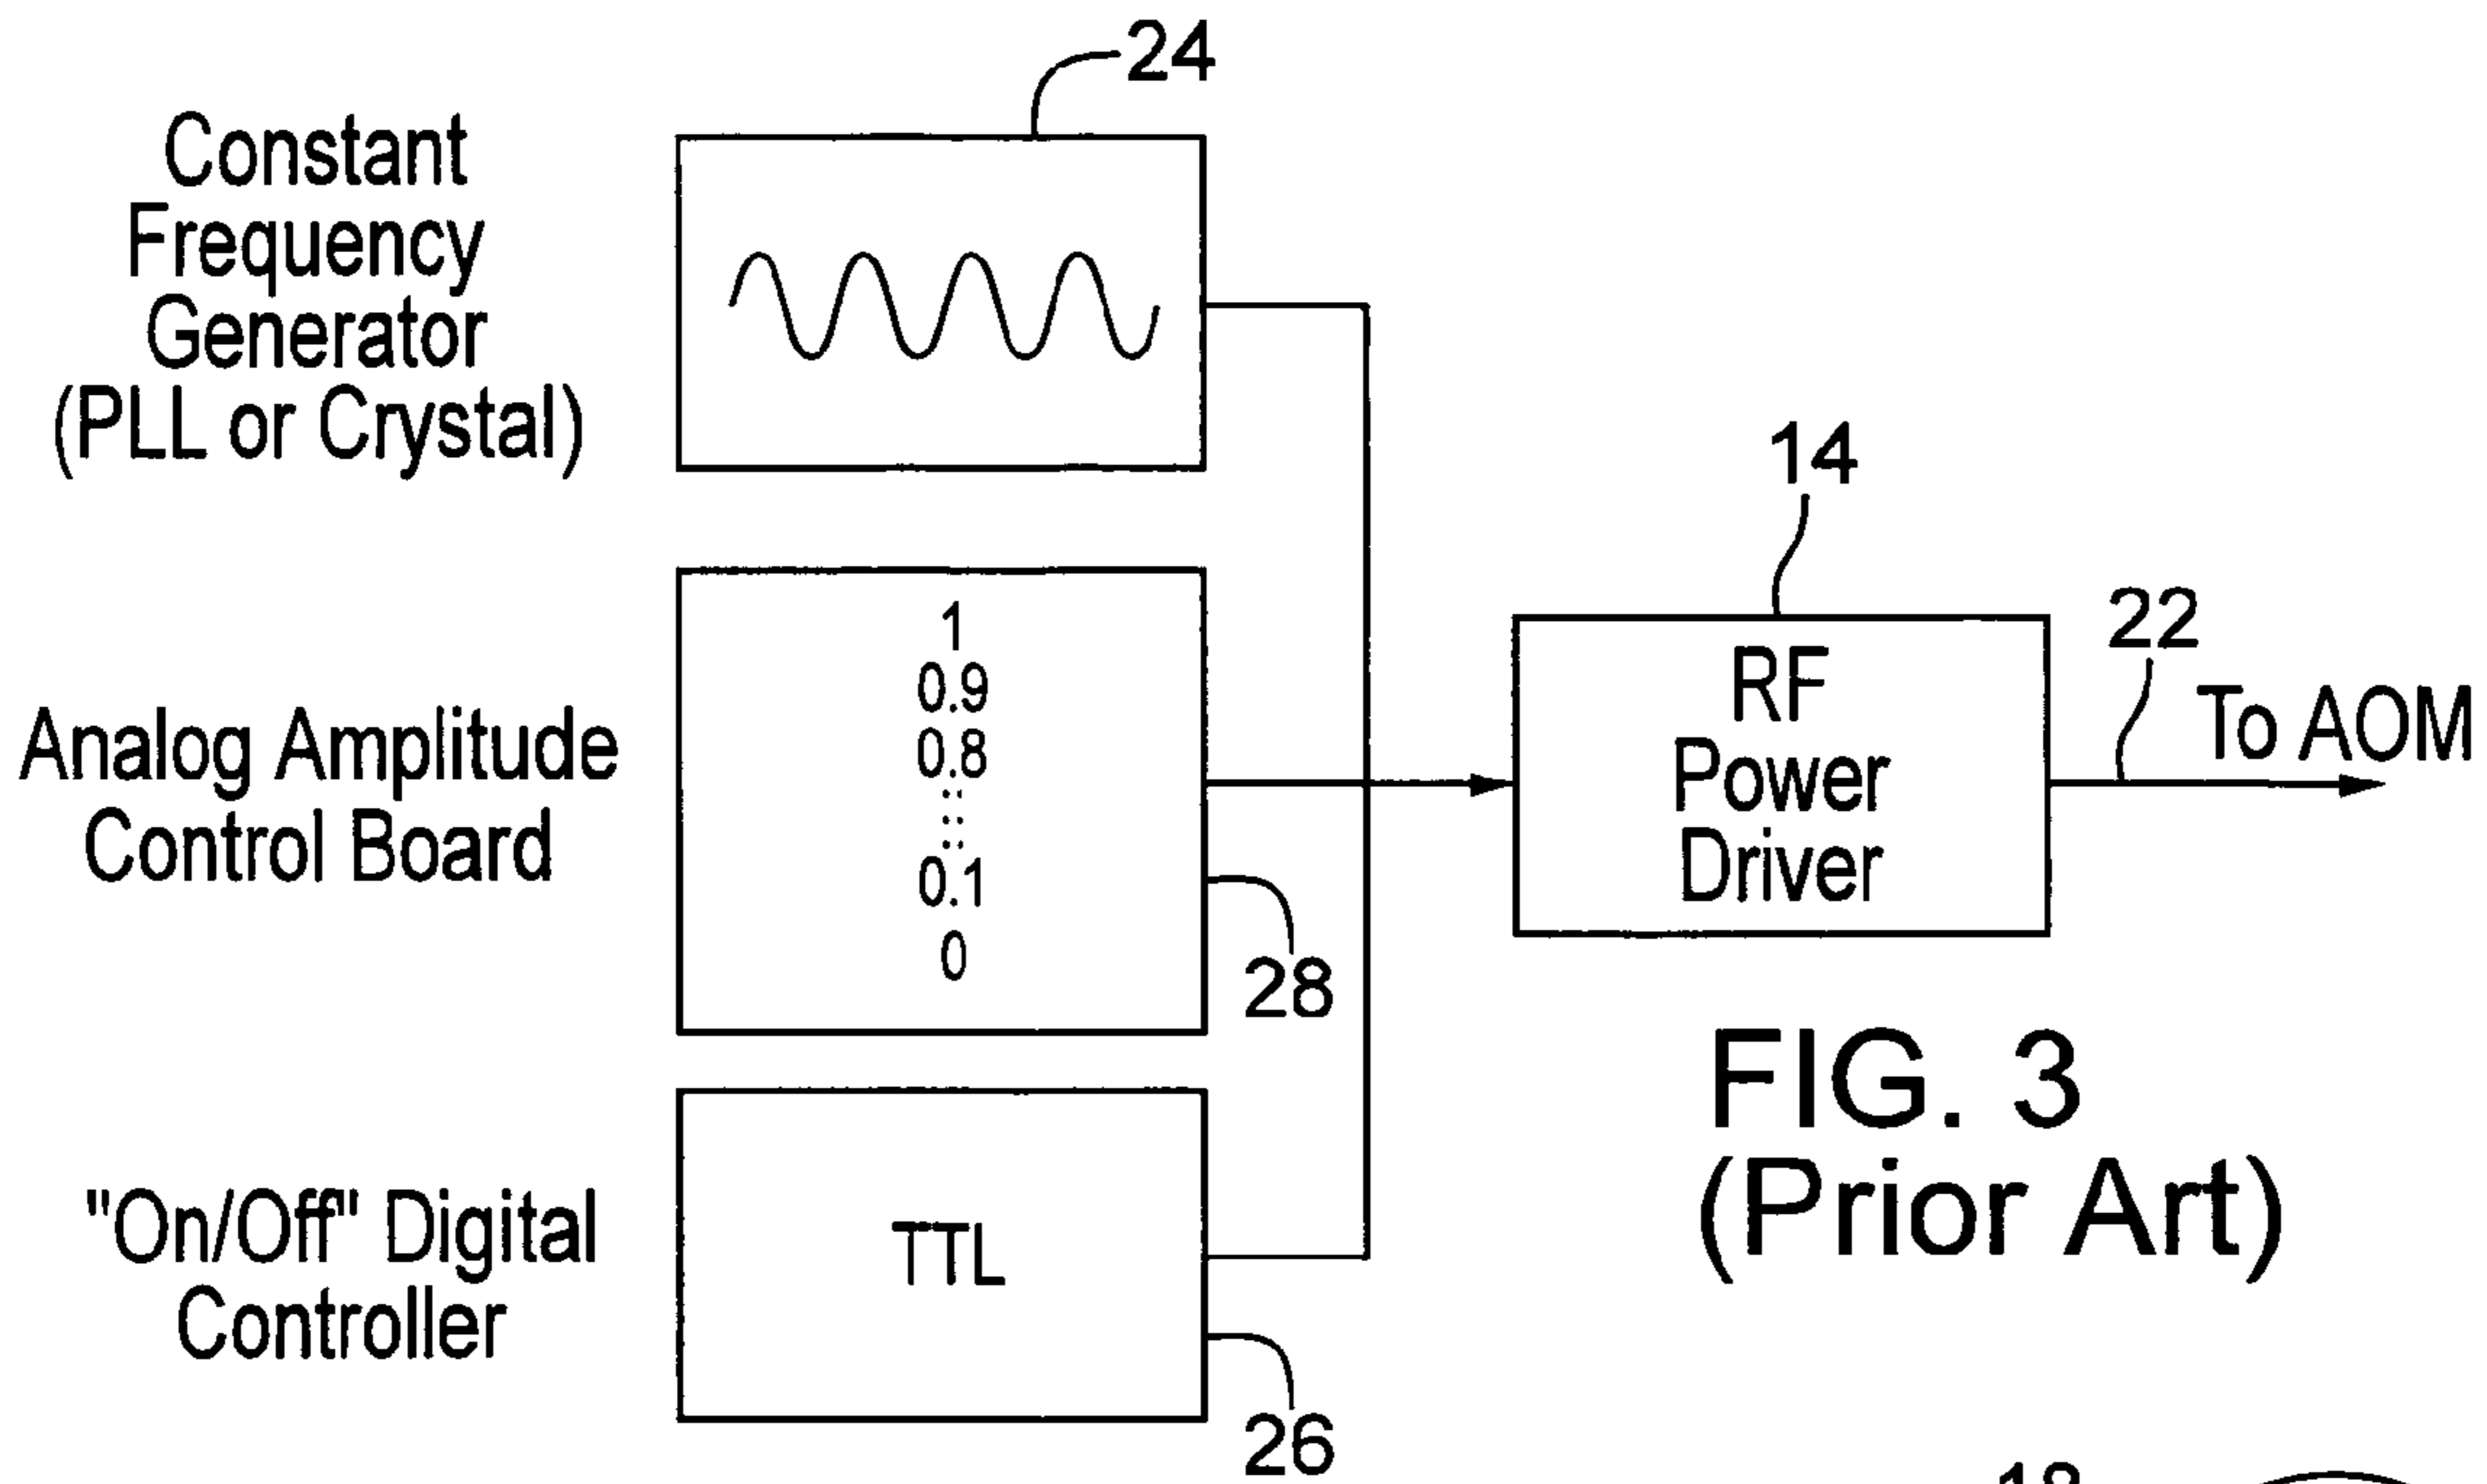 24
Constant
Frequency
Generator
(PLL or Crystal)
14
1
0.9
0.8
0.1
0
Analog Amplitude
Control Board
28
RF
Power
Driver
22
To AOM
FIG. 3
(Prior Art)
"On/Off" Digital
Controller
TTL
26